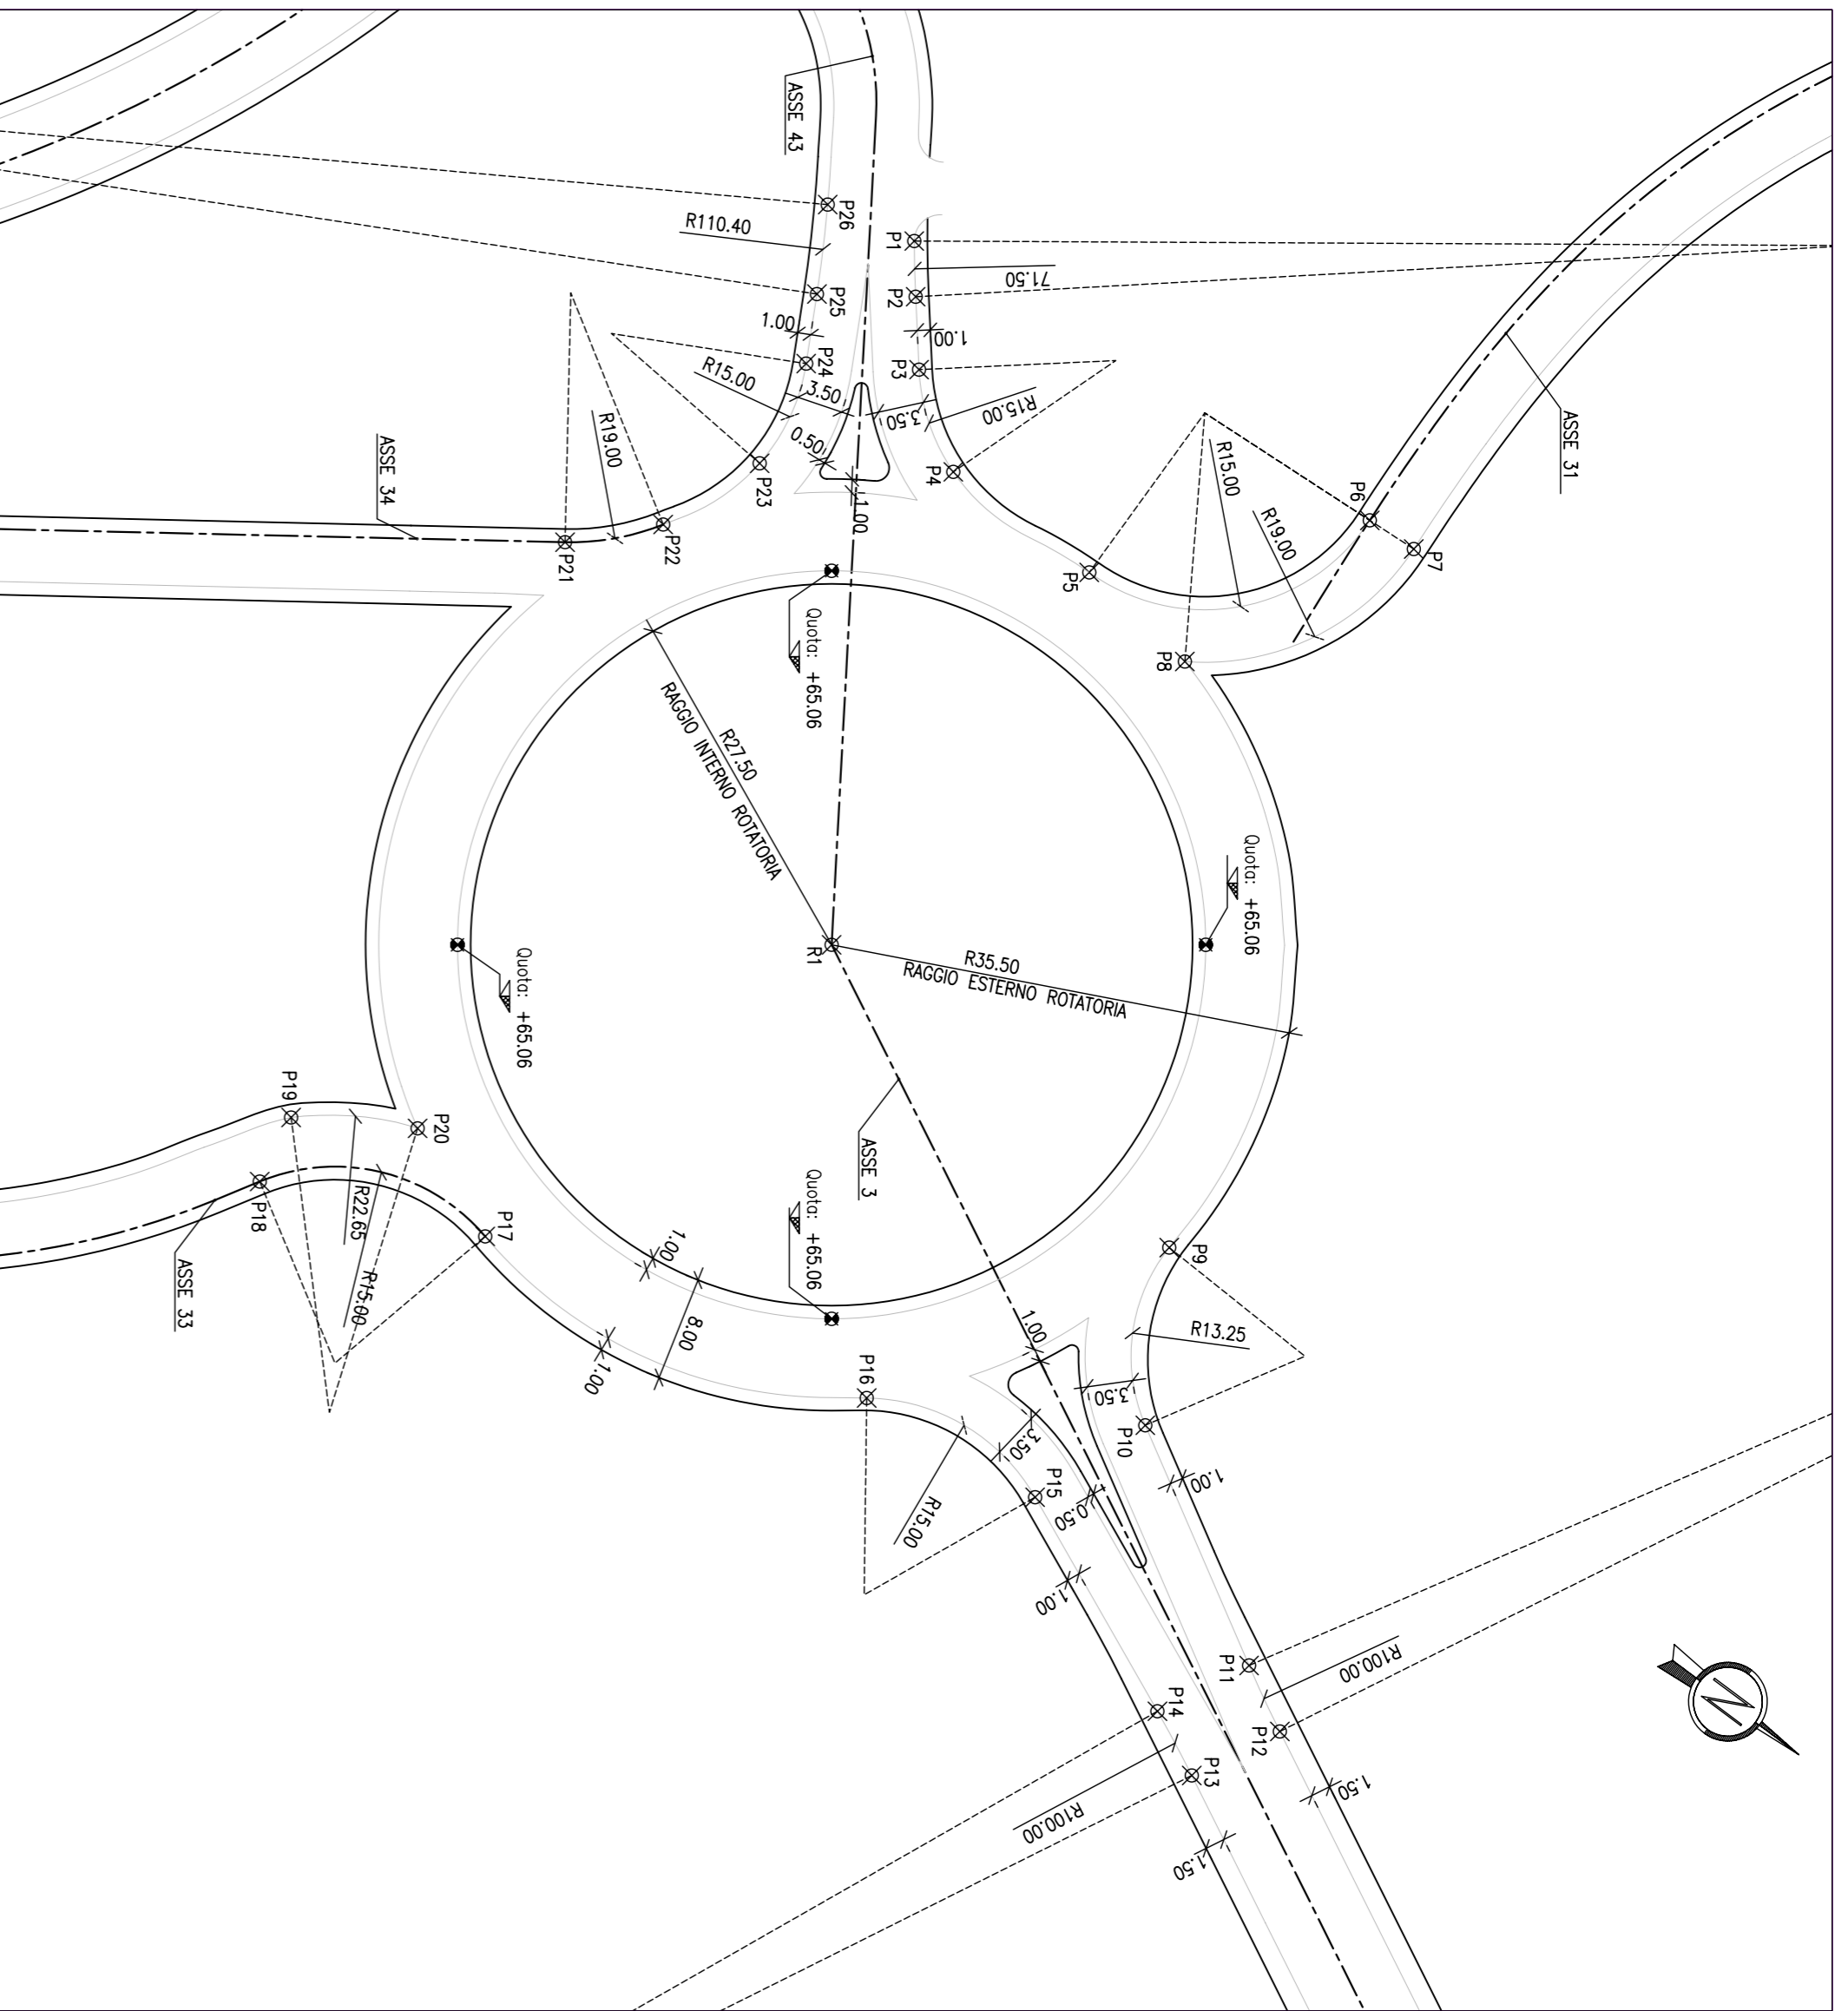 ASSE 43
P26
R110.40
P1
71.50
P2
P25
1.00
1.00
P24
P3
R15.00
3.50
3.50
R15.00
0.50
P4
P23
1.00
R19.00
ASSE 34
P21
P22
ASSE 31
P6
R15.00
R19.00
P7
P5
P8
Quota: +65.06
R27.50
RAGGIO INTERNO ROTATORIA
Quota: +65.06
R1
R35.50
RAGGIO ESTERNO ROTATORIA
Quota: +65.06
P19
P20
ASSE 3
Quota: +65.06
P18
R22.65
R15.00
P17
ASSE 33
1.00
8.00
1.00
P9
R13.25
1.00
3.50
P16
P10
3.50
1.00
P15
0.50
R15.00
1.00
P11
R100.00
P14
P12
P13
R100.00
1.50
1.50
N